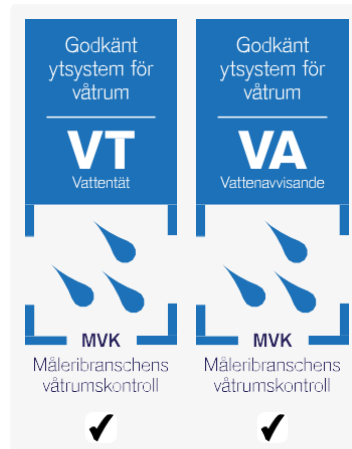 Godkänt
ytsystem för
våtrum
VT
Vattentät
MVK
Måleribranschens
våtrumskontroll
Godkänt
ytsystem för
våtrum
VA
Vattenavvisande
MVK
Måleribranschens
våtrumskontroll